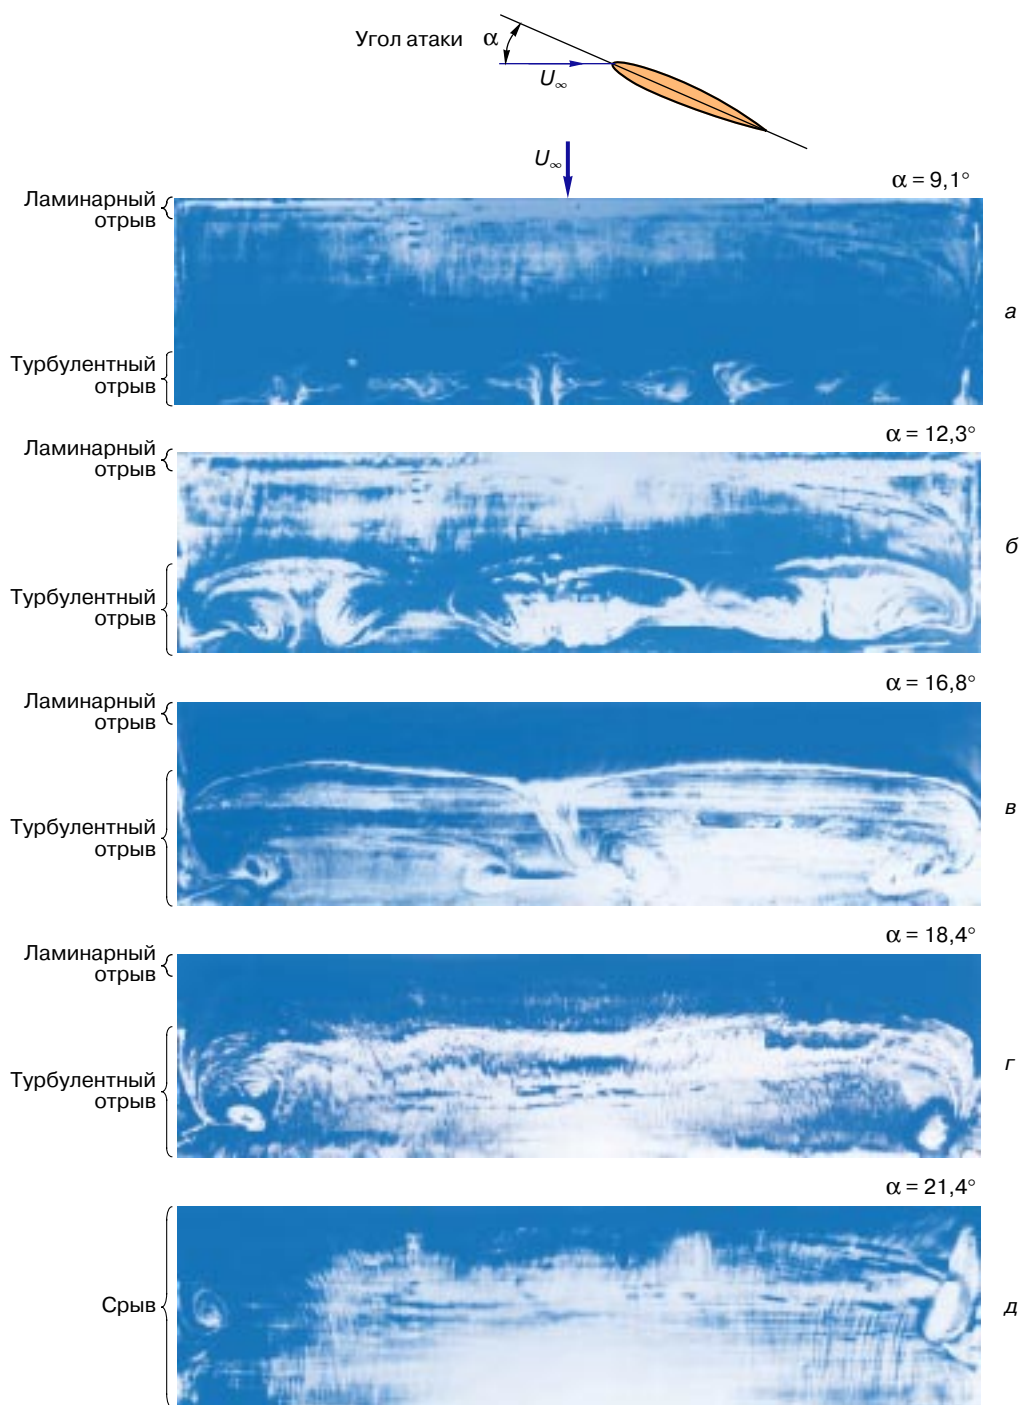 Угол атаки α
U∞
U∞
α = 9,1°
Ламинарный
отрыв
а
Турбулентный
отрыв
α = 12,3°
Ламинарный
отрыв
б
Турбулентный
отрыв
α = 16,8°
Ламинарный
отрыв
в
Турбулентный
отрыв
α = 18,4°
Ламинарный
отрыв
г
Турбулентный
отрыв
α = 21,4°
Срыв
д